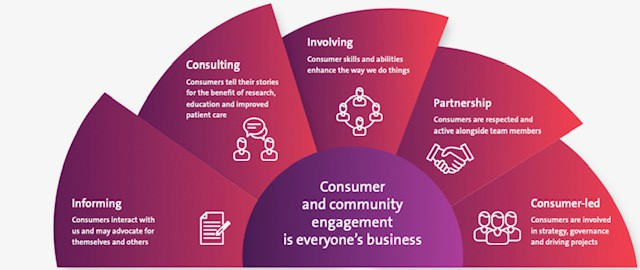 Informing
Consumers interact with
us and may advocate for
themselves and others
Consulting
Consumers tell their stories
for the benefit of research,
education and improved
patient care
Involving
Consumer skills and abilities
enhance the way we do things
Partnership
Consumers are respected and
active alongside team members
Consumer-led
Consumers are involved
in strategy, governance
and driving projects
Consumer
and community
engagement
is everyone's business